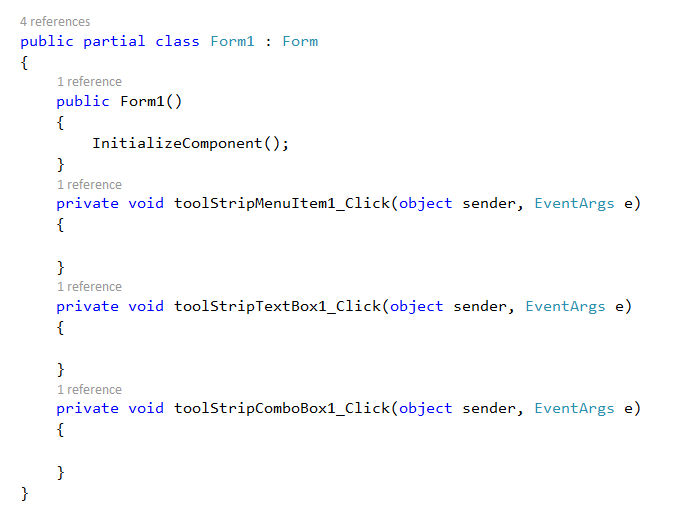 4 references
public partial class Form1 : Form
{
1 reference
public Form1()
{
InitializeComponent();
}
1 reference
private void toolStripMenuItem1_Click(object sender, EventArgs e)
{
}
1 reference
private void toolStripTextBox1_Click(object sender, EventArgs e)
{
}
1 reference
private void toolStripComboBox1_Click(object sender, EventArgs e)
{
}
}